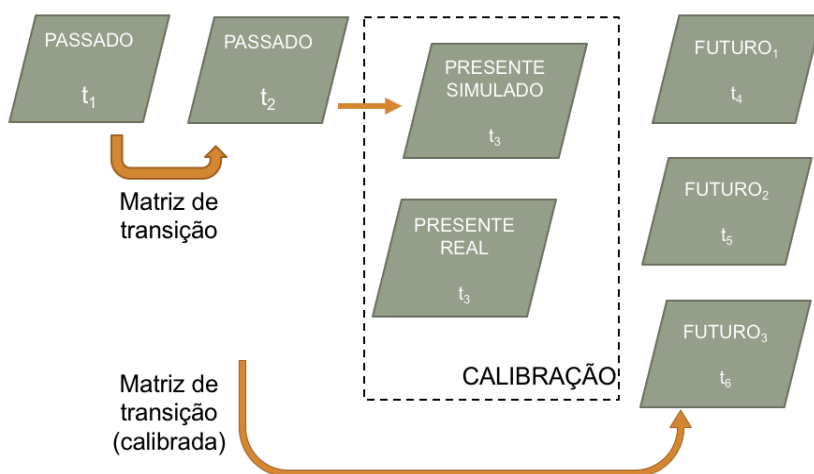 PASSADO
t₁
PASSADO
t₂
PRESENTE
SIMULADO
t₃
FUTURO₁
t₄
Matriz de
transição
PRESENTE
REAL
t₃
FUTURO₂
t₅
Matriz de
transição
(calibrada)
CALIBRAÇÃO
FUTURO₃
t₆